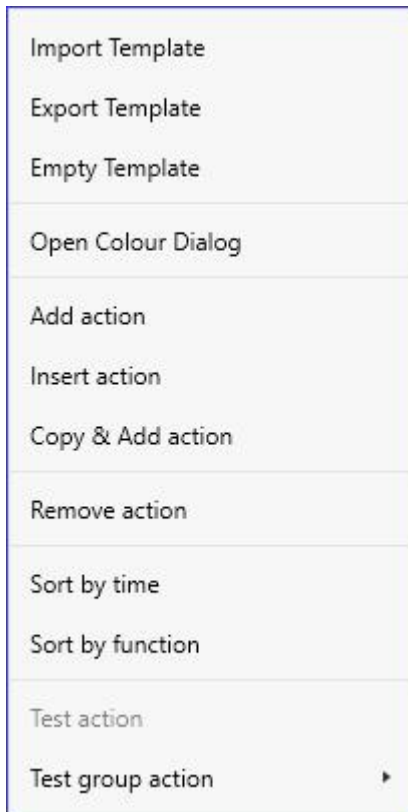 Import Template
Export Template
Empty Template
Open Colour Dialog
Add action
Insert action
Copy & Add action
Remove action
Sort by time
Sort by function
Test action
Test group action